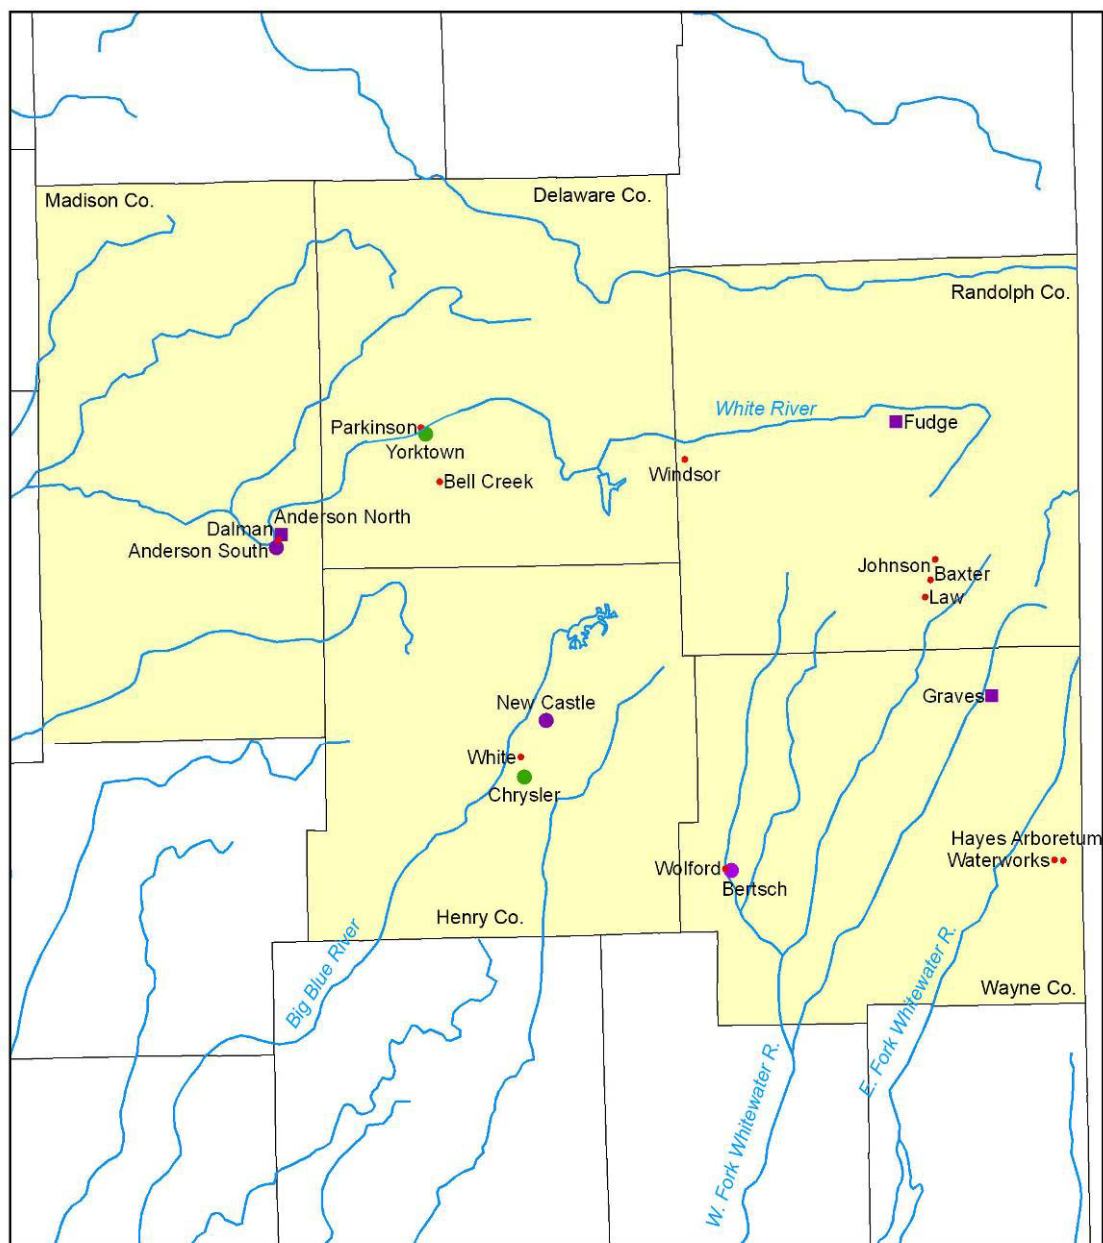 Madison Co.
Delaware Co.
Randolph Co.
White River
Fudge
Parkinson
Yorktown
Windsor
Bell Creek
Anderson North
Dalman
Anderson South
Johnson
Baxter
Law
Graves
New Castle
White
Chrysler
Hayes Arboretum
Waterworks
Wolford
Bertsch
Henry Co.
Big Blue River
Wayne Co.
E. Fork Whitewater R.
W. Fork Whitewater R.